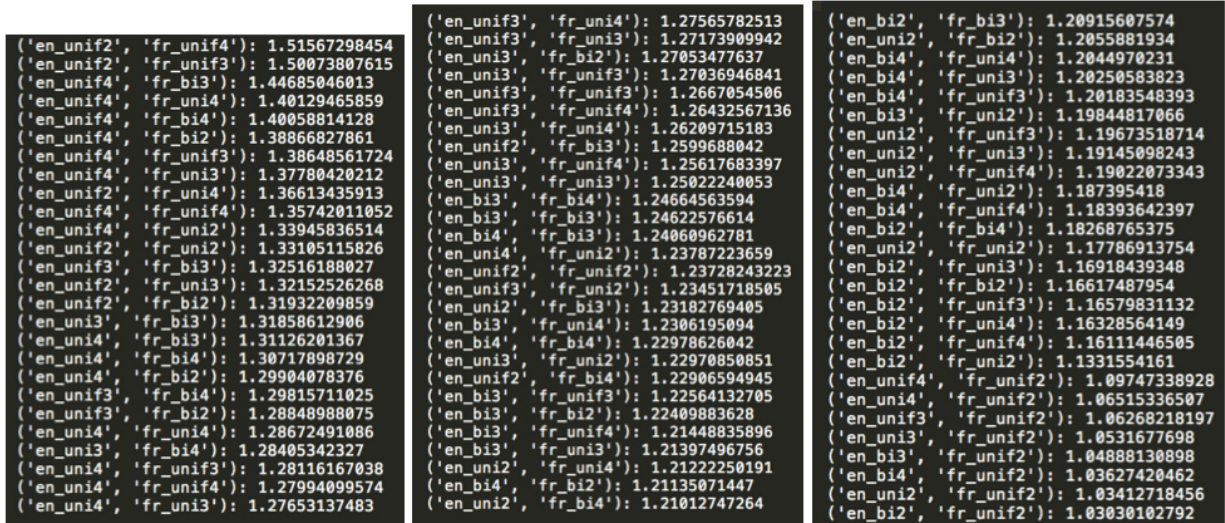 ('en_unif2', 'fr_unif4'): 1.51567298454
('en_unif2', 'fr_unif3'): 1.50073807615
('en_unif4', 'fr_bi3'): 1.44685046013
('en_unif4', 'fr_uni4'): 1.40129465859
('en_unif4', 'fr_bi4'): 1.40058814128
('en_unif4', 'fr_bi2'): 1.38866827861
('en_unif4', 'fr_unif3'): 1.38648561724
('en_unif4', 'fr_uni3'): 1.37780420212
('en_unif2', 'fr_uni4'): 1.36613435913
('en_unif4', 'fr_unif4'): 1.35742011052
('en_unif4', 'fr_uni2'): 1.33945836514
('en_unif2', 'fr_uni2'): 1.33105115826
('en_unif3', 'fr_bi3'): 1.32516188027
('en_unif2', 'fr_uni3'): 1.32152526268
('en_unif2', 'fr_bi2'): 1.31932209859
('en_uni3', 'fr_bi3'): 1.31858612906
('en_uni4', 'fr_bi3'): 1.31126201367
('en_uni4', 'fr_bi4'): 1.30717898729
('en_uni4', 'fr_bi2'): 1.29904078376
('en_unif3', 'fr_bi4'): 1.29815711025
('en_unif3', 'fr_bi2'): 1.28848988075
('en_uni4', 'fr_uni4'): 1.28672491086
('en_uni3', 'fr_bi4'): 1.28405342327
('en_uni4', 'fr_unif3'): 1.28116167038
('en_uni4', 'fr_unif4'): 1.27994099574
('en_uni4', 'fr_uni3'): 1.27653137483
('en_unif3', 'fr_uni4'): 1.27565782513
('en_unif3', 'fr_uni3'): 1.27173909942
('en_uni3', 'fr_bi2'): 1.27053477637
('en_uni3', 'fr_unif3'): 1.27036946841
('en_unif3', 'fr_unif3'): 1.2667054506
('en_unif3', 'fr_unif4'): 1.26432567136
('en_uni3', 'fr_uni4'): 1.26209715183
('en_unif2', 'fr_bi3'): 1.2599688042
('en_uni3', 'fr_unif4'): 1.25617683397
('en_uni3', 'fr_uni3'): 1.25022240053
('en_bi3', 'fr_bi4'): 1.24664563594
('en_bi3', 'fr_bi3'): 1.24622576614
('en_bi4', 'fr_bi3'): 1.24060962781
('en_uni4', 'fr_uni2'): 1.23787223659
('en_unif2', 'fr_unif2'): 1.23728243223
('en_unif3', 'fr_uni2'): 1.23451718505
('en_uni2', 'fr_bi3'): 1.23182769405
('en_bi3', 'fr_uni4'): 1.2306195094
('en_bi4', 'fr_bi4'): 1.22978626042
('en_uni3', 'fr_uni2'): 1.22970850851
('en_unif2', 'fr_bi4'): 1.22906594945
('en_bi3', 'fr_unif3'): 1.22564132705
('en_bi3', 'fr_bi2'): 1.22409883628
('en_bi3', 'fr_unif4'): 1.21448835896
('en_bi3', 'fr_uni3'): 1.21397496756
('en_uni2', 'fr_uni4'): 1.21222250191
('en_bi4', 'fr_bi2'): 1.21135071447
('en_uni2', 'fr_bi4'): 1.21012747264
('en_bi2', 'fr_bi3'): 1.20915607574
('en_uni2', 'fr_bi2'): 1.2055881934
('en_bi4', 'fr_uni4'): 1.2044970231
('en_bi4', 'fr_uni3'): 1.20250583823
('en_bi4', 'fr_unif3'): 1.20183548393
('en_bi3', 'fr_uni2'): 1.19844817066
('en_uni2', 'fr_unif3'): 1.19673518714
('en_uni2', 'fr_uni3'): 1.19145098243
('en_uni2', 'fr_unif4'): 1.19022073343
('en_bi4', 'fr_uni2'): 1.187395418
('en_bi4', 'fr_unif4'): 1.18393642397
('en_bi2', 'fr_bi4'): 1.18268765375
('en_uni2', 'fr_uni2'): 1.17786913754
('en_bi2', 'fr_uni3'): 1.16918439348
('en_bi2', 'fr_bi2'): 1.16617487954
('en_bi2', 'fr_unif3'): 1.16579831132
('en_bi2', 'fr_uni4'): 1.16328564149
('en_bi2', 'fr_unif4'): 1.16111446505
('en_bi2', 'fr_uni2'): 1.1331554161
('en_unif4', 'fr_unif2'): 1.09747338928
('en_uni4', 'fr_unif2'): 1.06515336507
('en_unif3', 'fr_unif2'): 1.06268218197
('en_uni3', 'fr_unif2'): 1.0531677698
('en_bi3', 'fr_unif2'): 1.04888130898
('en_bi4', 'fr_unif2'): 1.03627420462
('en_uni2', 'fr_unif2'): 1.03412718456
('en_bi2', 'fr_unif2'): 1.03030102792